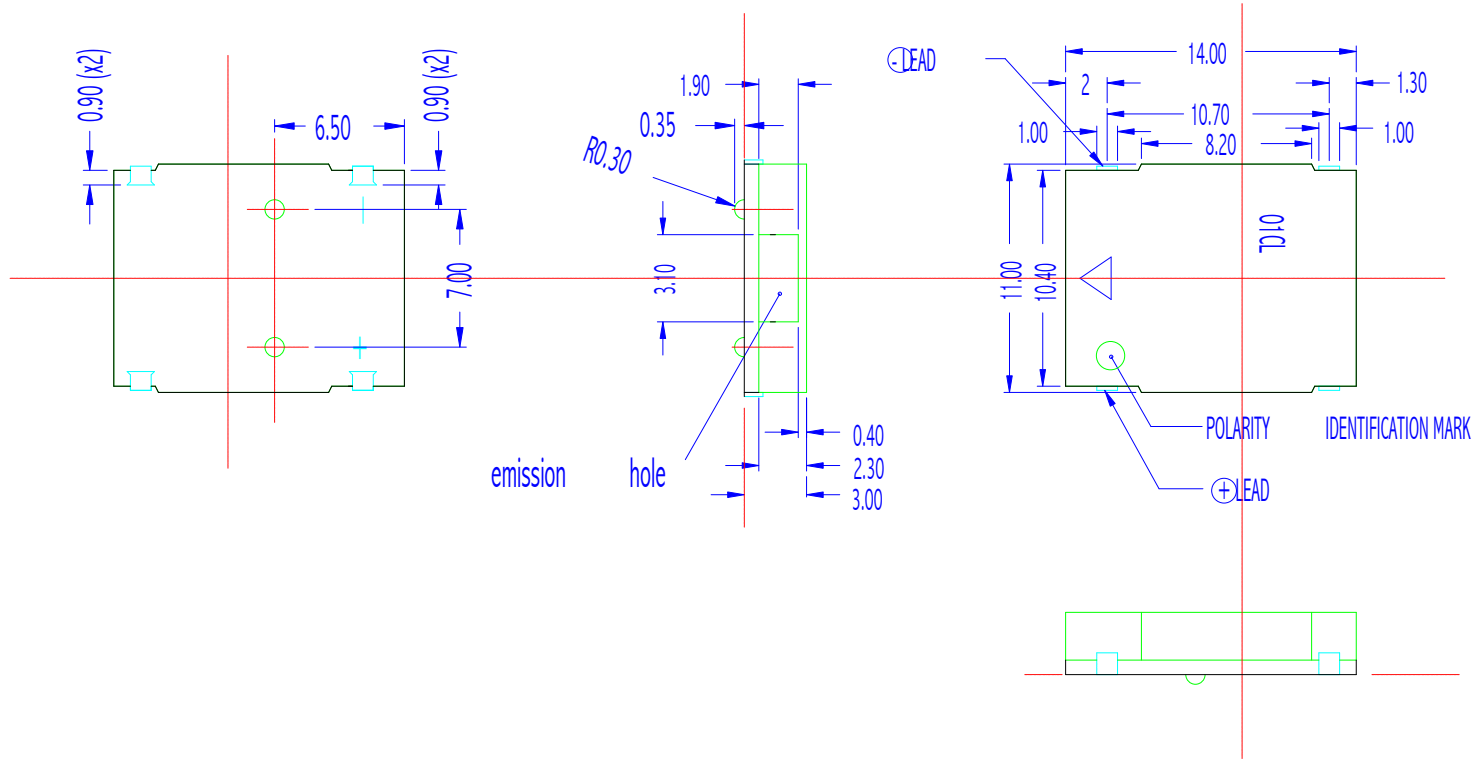 0.90 (x2)
0.90 (x2)
6.50
7.00
1.90
0.35
R0.30
3.10
0.40
2.30
3.00
emission hole
- LEAD
14.00
2
1.30
10.70
1.00
1.00
8.20
11.00
10.40
01CL
POLARITY IDENTIFICATION MARK
+ LEAD